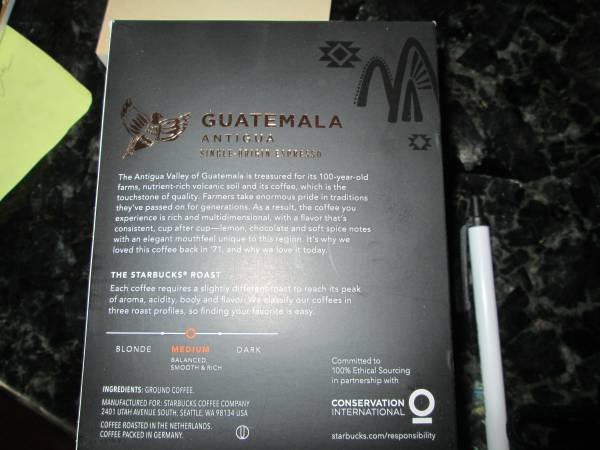 GUATEMALA
ANTIGUA
SINGLE-ORIGIN ESPRESSO
The Antigua Valley of Guatemala is treasured for its 100-year-old
farms, nutrient-rich volcanic soil and its coffee, which is the
touchstone of quality. Farmers take enormous pride in traditions
they've passed on for generations. As a result, the coffee you
experience is rich and multidimensional, with a flavor that's
consistent, cup after cup—lemon, chocolate and soft spice notes
with an elegant mouthfeel unique to this region. It's why we
loved this coffee back in '71, and why we love it today.
THE STARBUCKS® ROAST
Each coffee requires a slightly different roast to reach its peak
of aroma, acidity, body and flavor. We classify our coffees in
three roast profiles, so finding your favorite is easy.
BLONDE MEDIUM DARK
BALANCED,
SMOOTH & RICH
INGREDIENTS: GROUND COFFEE.
MANUFACTURED FOR: STARBUCKS COFFEE COMPANY
2401 UTAH AVENUE SOUTH, SEATTLE, WA 98134 USA
COFFEE ROASTED IN THE NETHERLANDS.
COFFEE PACKED IN GERMANY.
Committed to
100% Ethical Sourcing
in partnership with
CONSERVATION
INTERNATIONAL
starbucks.com/responsibility